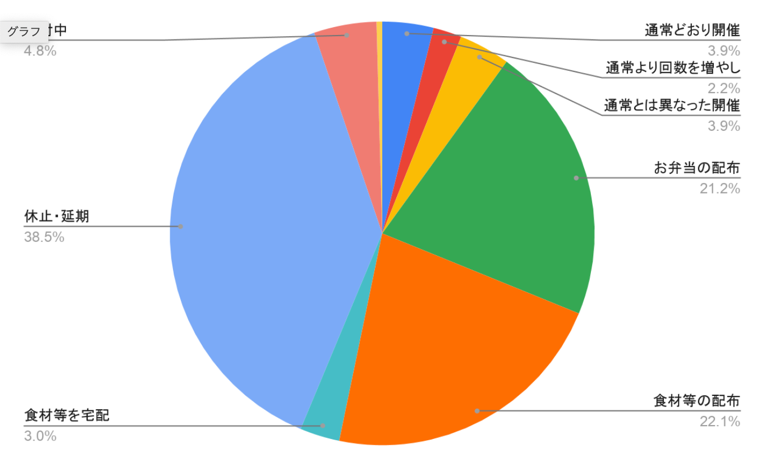 グラフ
中
4.8%
通常どおり開催
3.9%
通常より回数を増やし
2.2%
通常とは異なった開催
3.9%
お弁当の配布
21.2%
休止・延期
38.5%
食材等の配布
22.1%
食材等を宅配
3.0%